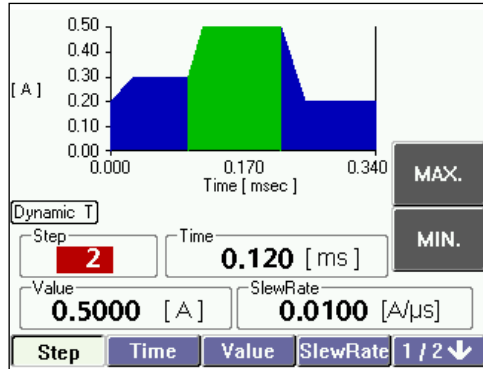 0.50
0.40
0.30
[ A ]
0.20
0.10
0.00
0.000 0.170 0.340
Time [ msec ]
MAX.
Dynamic T
MIN.
Step Time
2 0.120 [ ms ]
Value SlewRate
0.5000 [ A ] 0.0100 [A/µs]
Step Time Value SlewRate 1 / 2